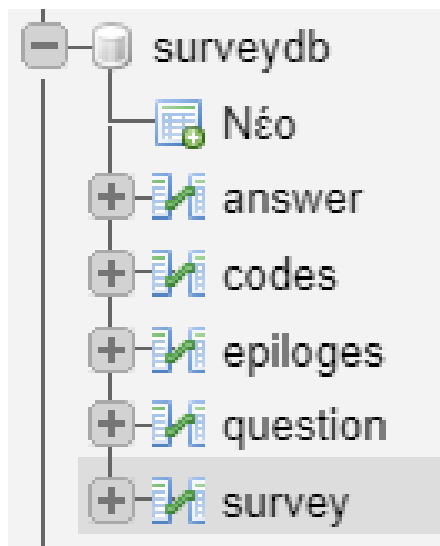 surveydb
Νέο
answer
codes
epiloges
question
survey